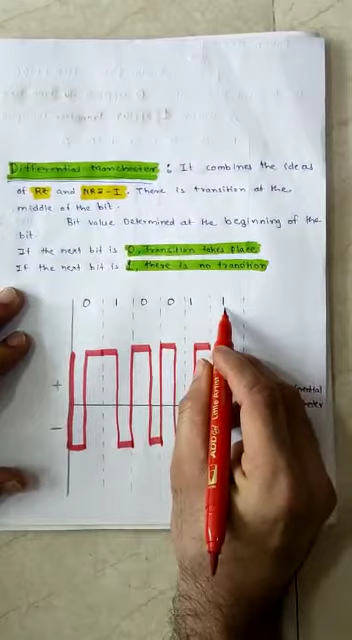 Differential Manchester : It combines the ideas
of RZ and NRZ-I. There is transition at the
middle of the bit.
Bit value determined at the beginning of the
bit.
If the next bit is 0, transition takes place
If the next bit is 1, there is no transition
0 1 0 0 1 1
+
−